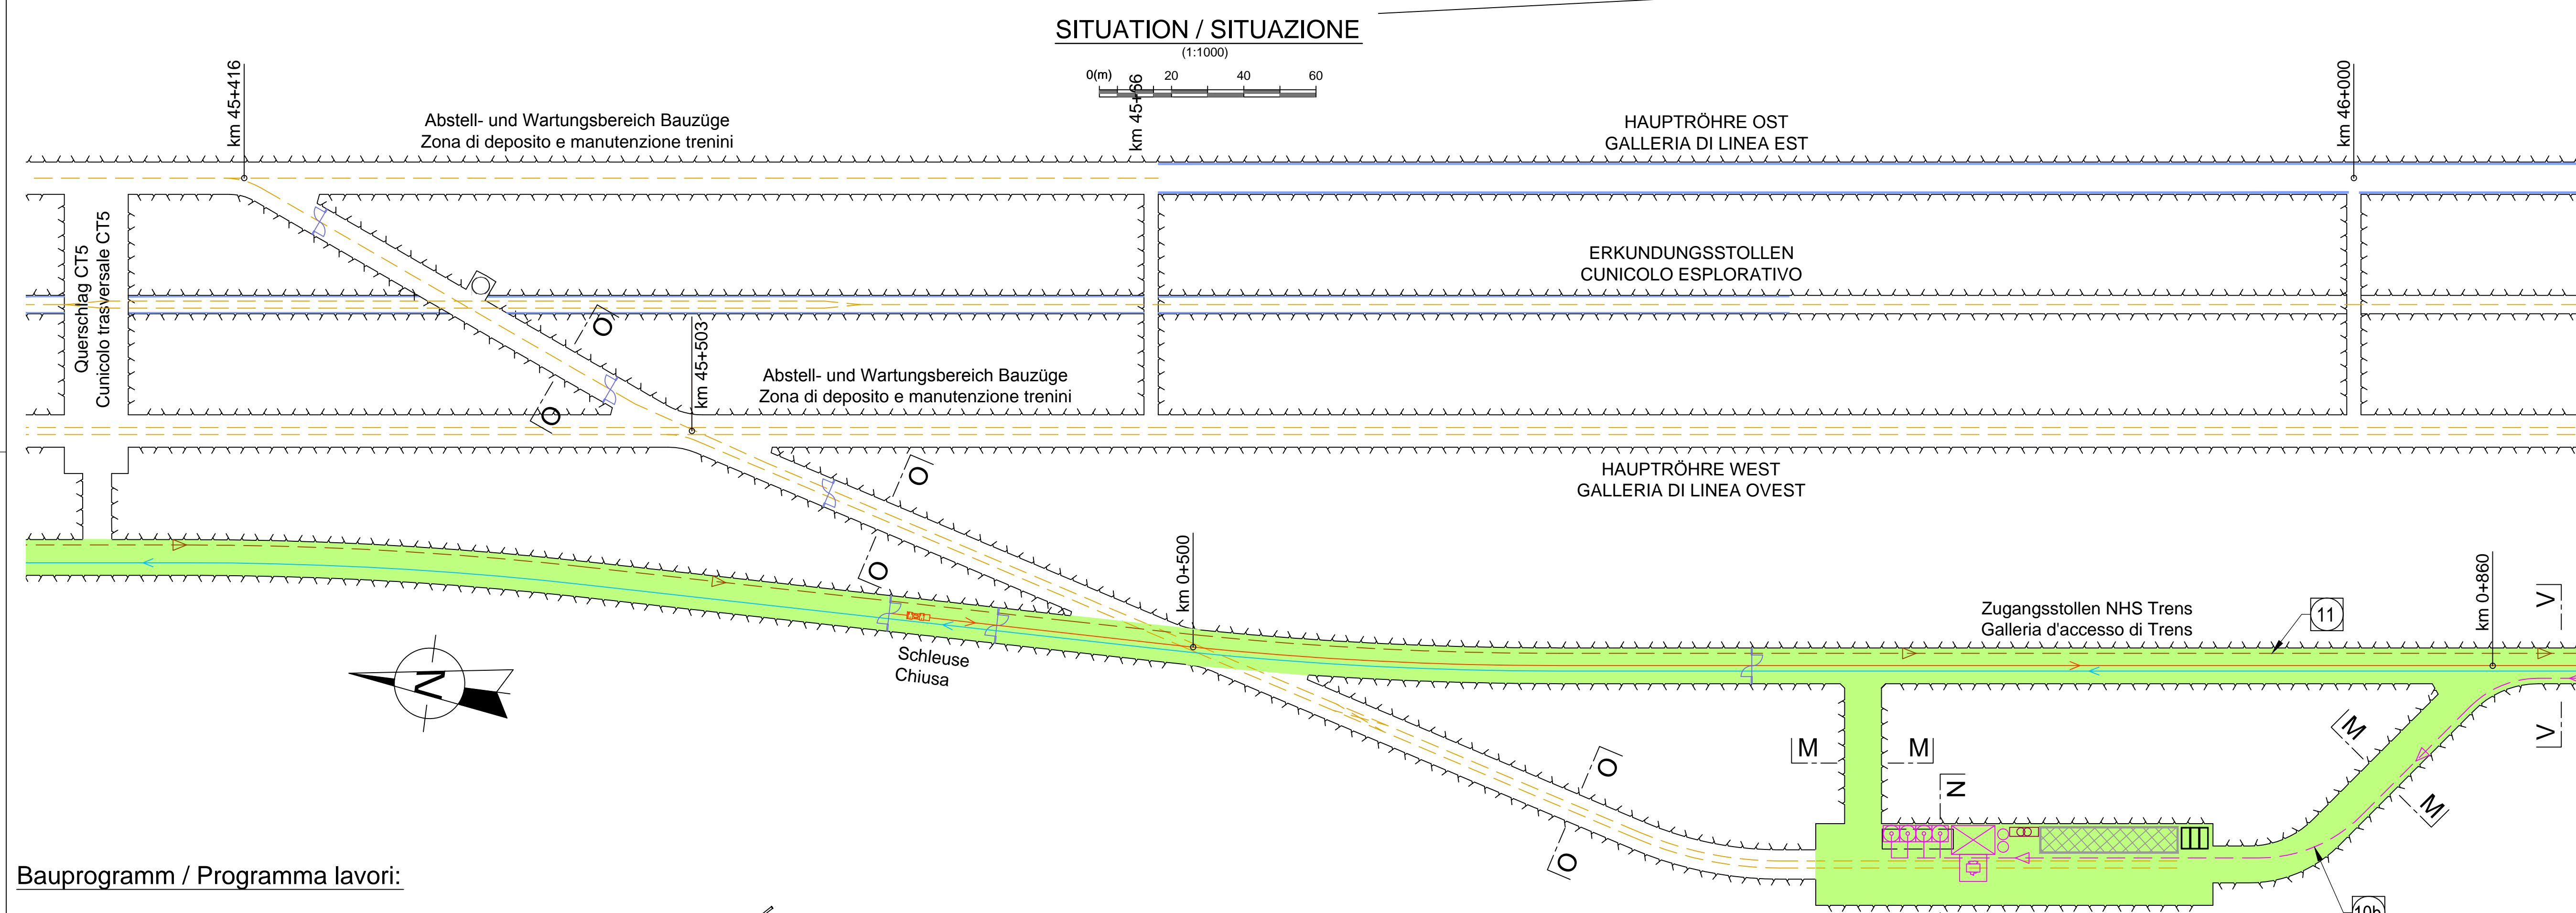 SITUATION / SITUAZIONE
(1:1000)
0(m) 20 40 60
km 45+416
km 45+666
km 46+000
Abstell- und Wartungsbereich Bauzüge
Zona di deposito e manutenzione trenini
HAUPTRÖHRE OST
GALLERIA DI LINEA EST
Querschlag CT5
Cunicolo trasversale CT5
ERKUNDUNGSSTOLLEN
CUNICOLO ESPLORATIVO
O
O
km 45+503
Abstell- und Wartungsbereich Bauzüge
Zona di deposito e manutenzione trenini
HAUPTRÖHRE WEST
GALLERIA DI LINEA OVEST
O
O
km 0+500
Schleuse
Chiusa
N
Zugangsstollen NHS Trens
Galleria d'accesso di Trens
11
km 0+860
V
V
M
M
M
M
N
O
O
10b
Bauprogramm / Programma lavori: